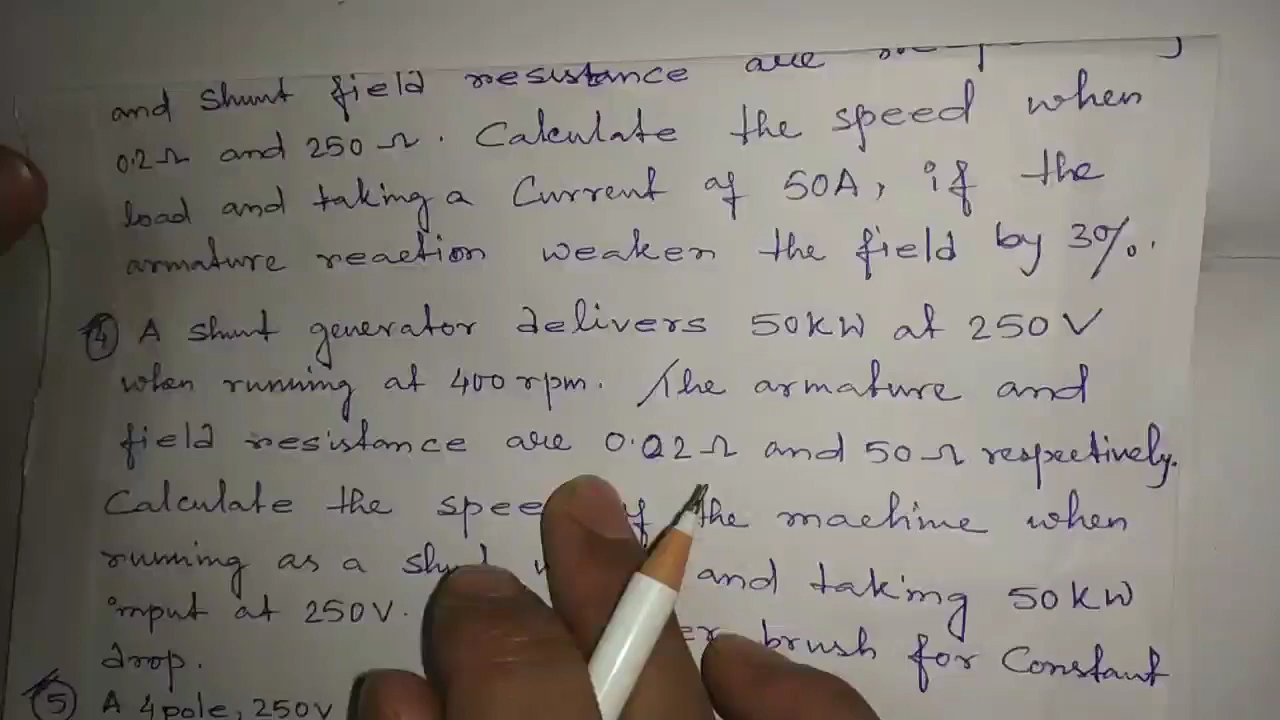 and shunt field resistance are
0.2Ω and 250Ω. Calculate the speed when
load and taking a Current of 50A, if the
armature reaction weaken the field by 3%.
④ A shunt generator delivers 50KW at 250V
when running at 400rpm. The armature and
field resistance are 0.02Ω and 50Ω respectively.
Calculate the the machine when
running as a and taking 50KW
input at 250V. brush for Constant
drop.
⑤ A 4pole, 250V